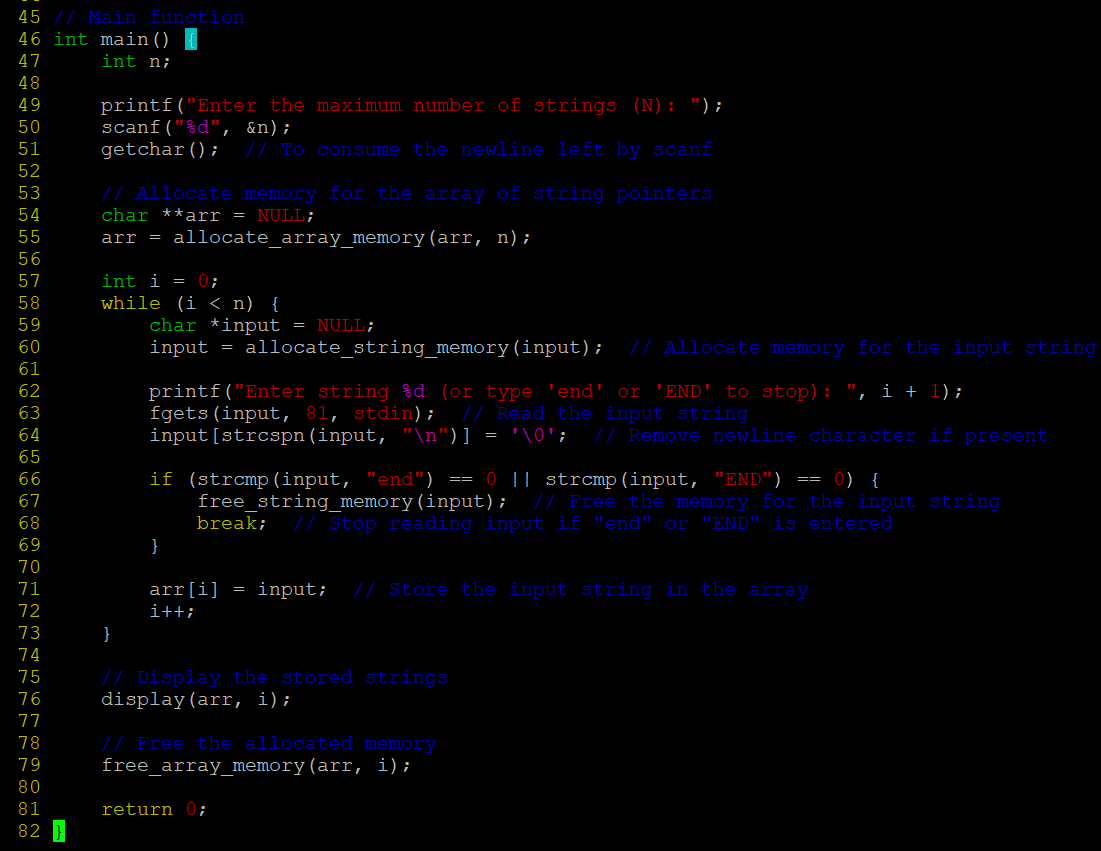 45 // Main function
46 int main() {
47     int n;
48
49     printf("Enter the maximum number of strings (N): ");
50     scanf("%d", &n);
51     getchar();  // To consume the newline left by scanf
52
53     // Allocate memory for the array of string pointers
54     char **arr = NULL;
55     arr = allocate_array_memory(arr, n);
56
57     int i = 0;
58     while (i < n) {
59         char *input = NULL;
60         input = allocate_string_memory(input);  // Allocate memory for the input string
61
62         printf("Enter string %d (or type 'end' or 'END' to stop): ", i + 1);
63         fgets(input, 81, stdin);  // Read the input string
64         input[strcspn(input, "\n")] = '\0';  // Remove newline character if present
65
66         if (strcmp(input, "end") == 0 || strcmp(input, "END") == 0) {
67             free_string_memory(input);  // Free the memory for the input string
68             break;  // Stop reading input if "end" or "END" is entered
69         }
70
71         arr[i] = input;  // Store the input string in the array
72         i++;
73     }
74
75     // Display the stored strings
76     display(arr, i);
77
78     // Free the allocated memory
79     free_array_memory(arr, i);
80
81     return 0;
82 }